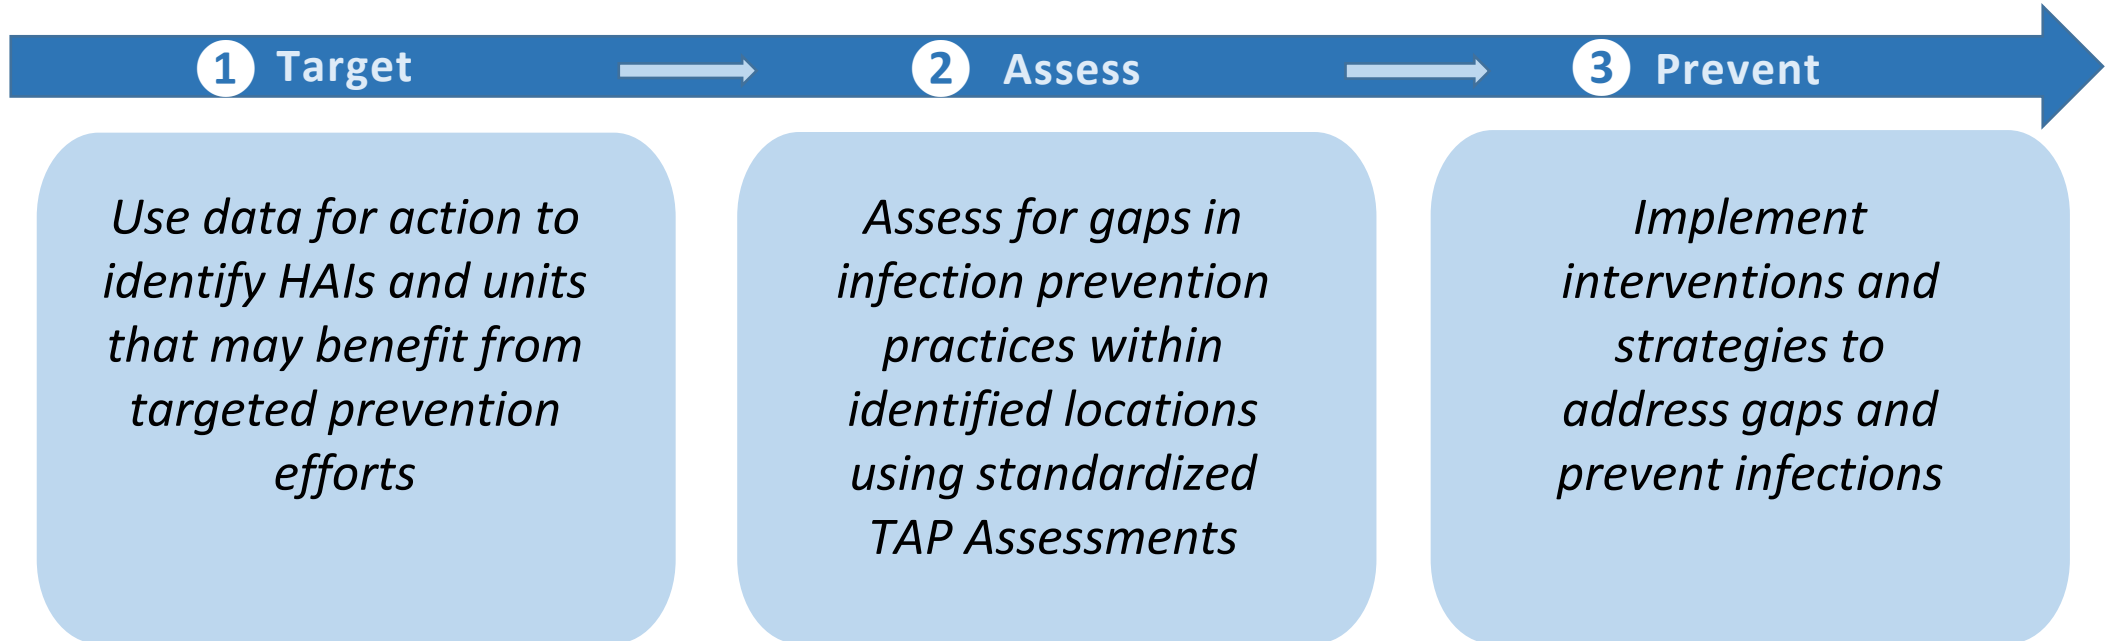 1 Target
2 Assess
3 Prevent
Use data for action to
identify HAIs and units
that may benefit from
targeted prevention
efforts
Assess for gaps in
infection prevention
practices within
identified locations
using standardized
TAP Assessments
Implement
interventions and
strategies to
address gaps and
prevent infections